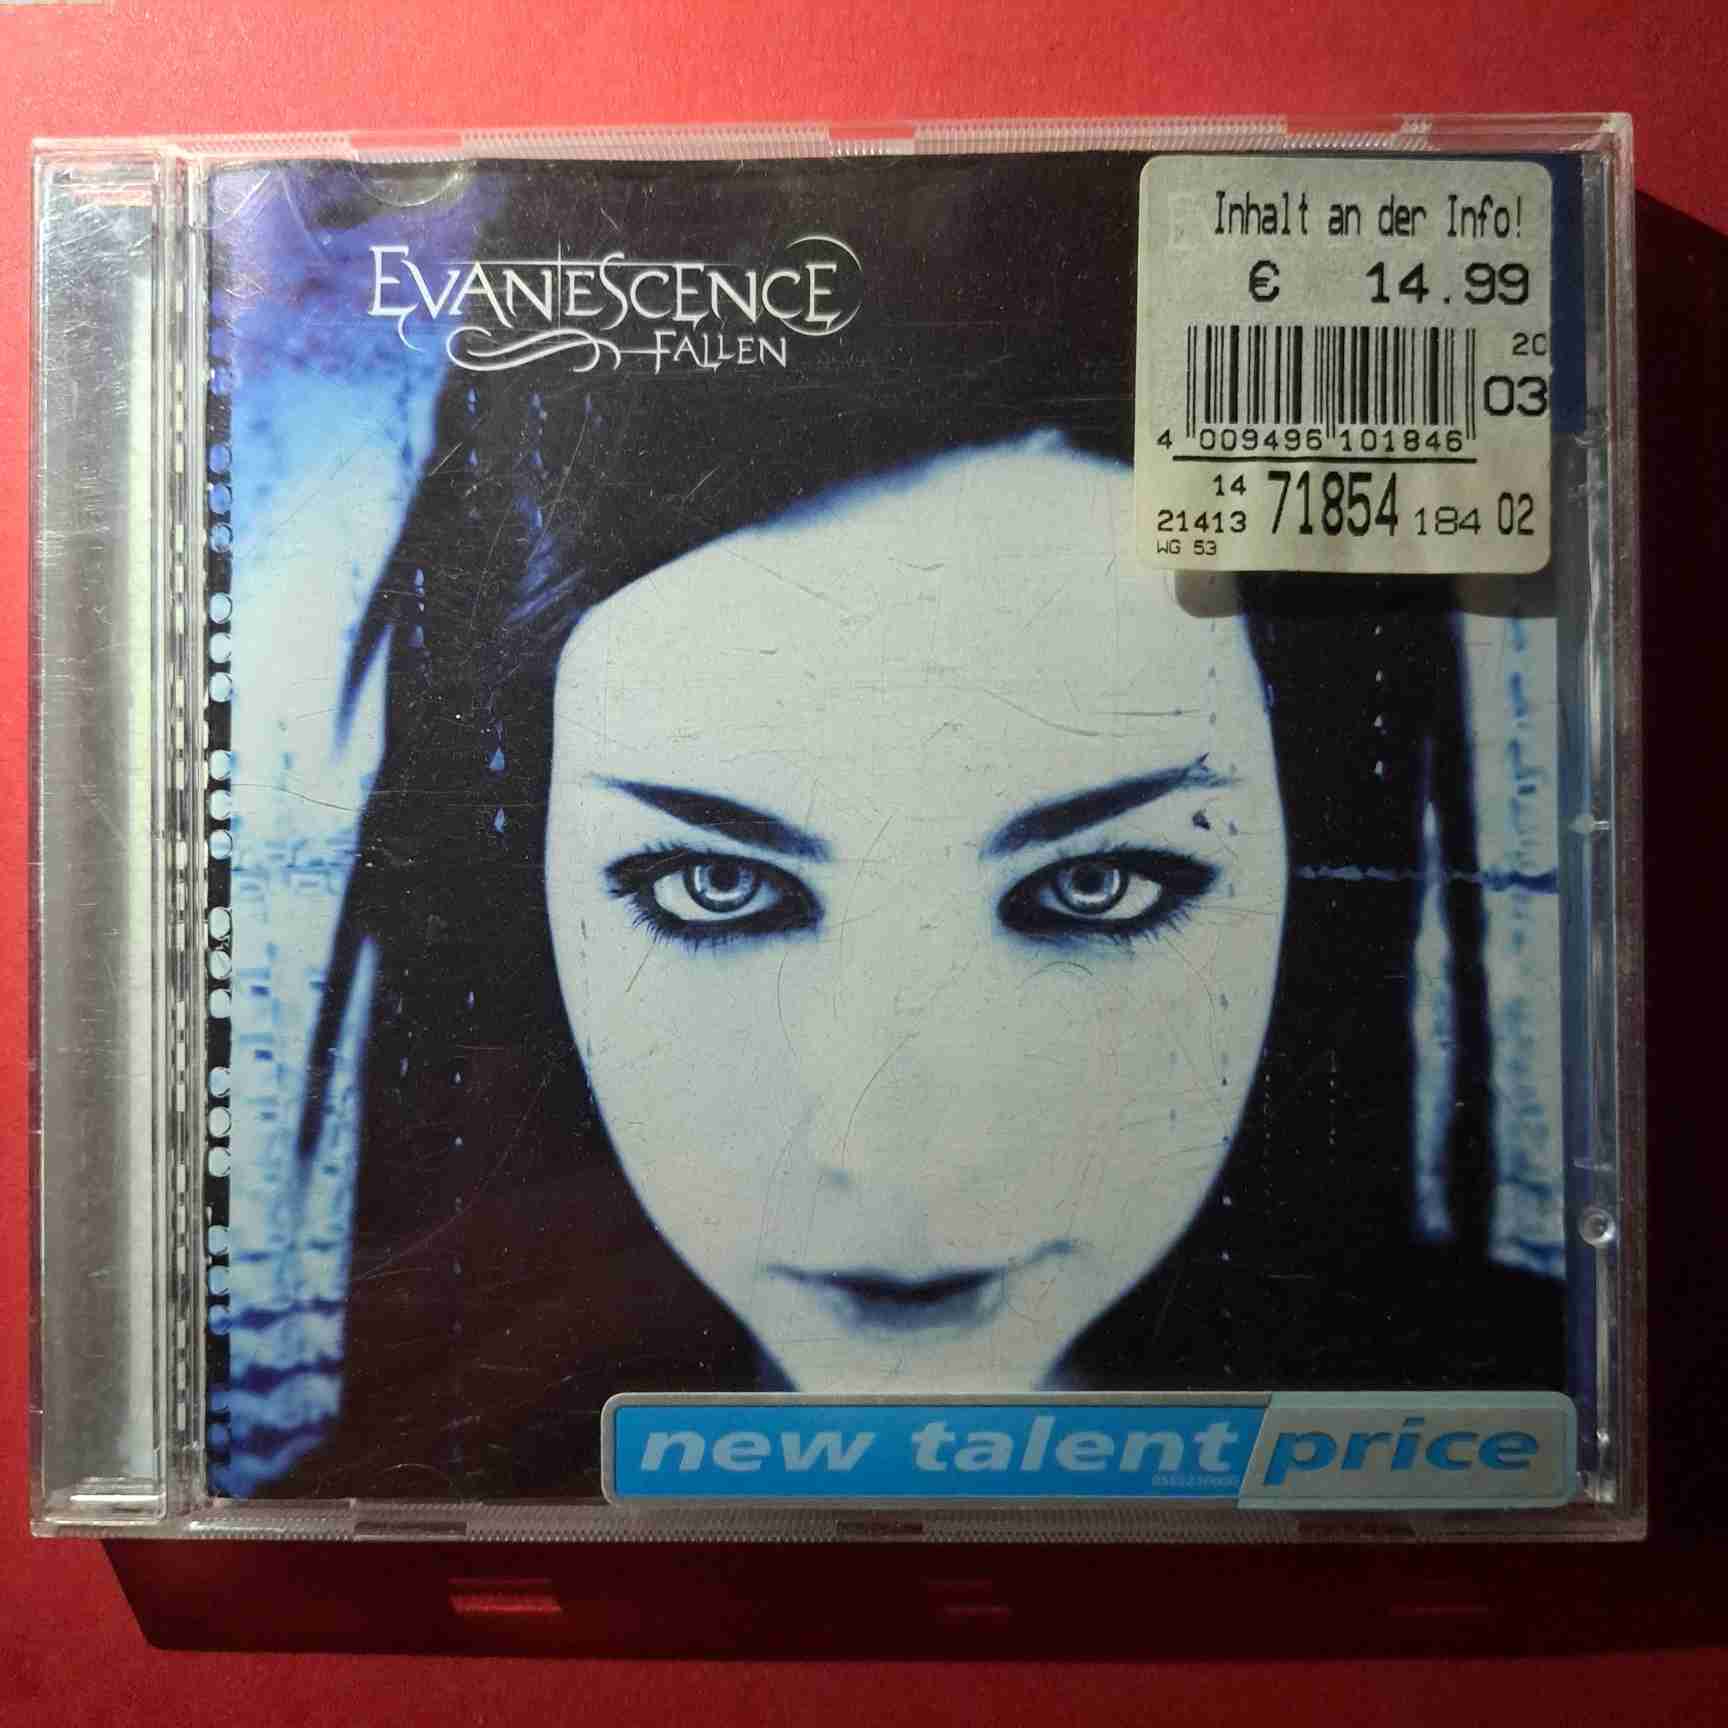 EVANESCENCE
FALLEN
Inhalt an der Info!
€ 14.99
20
03
4 009496 101846
14
21413 71854 184 02
WG 53
new talent price